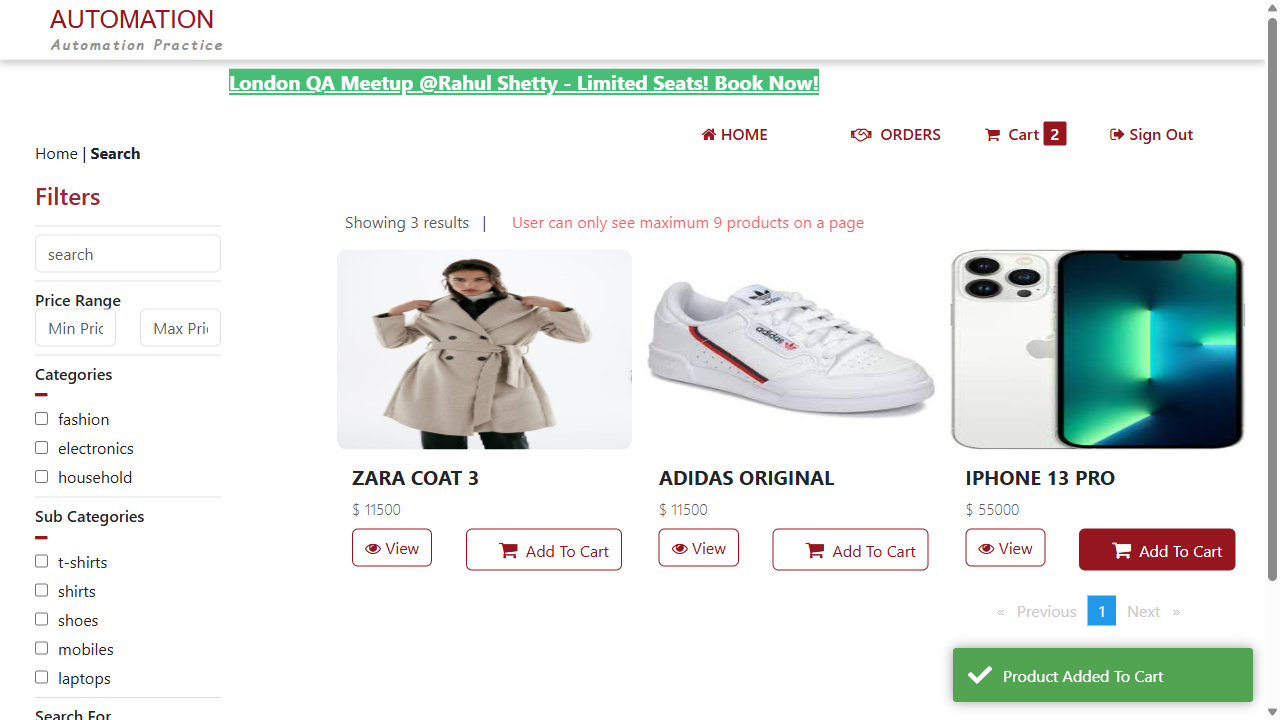 AUTOMATION
Automation Practice
London QA Meetup @Rahul Shetty - Limited Seats! Book Now!
HOME
ORDERS
Cart 2
Sign Out
Home | Search
Filters
search
Price Range
Min Pric
Max Pri
Categories
fashion
electronics
household
Sub Categories
t-shirts
shirts
shoes
mobiles
laptops
Search For
Showing 3 results |
User can only see maximum 9 products on a page
adidas
ZARA COAT 3
$ 11500
View
Add To Cart
ADIDAS ORIGINAL
$ 11500
View
Add To Cart
IPHONE 13 PRO
$ 55000
View
Add To Cart
« Previous 1 Next »
Product Added To Cart